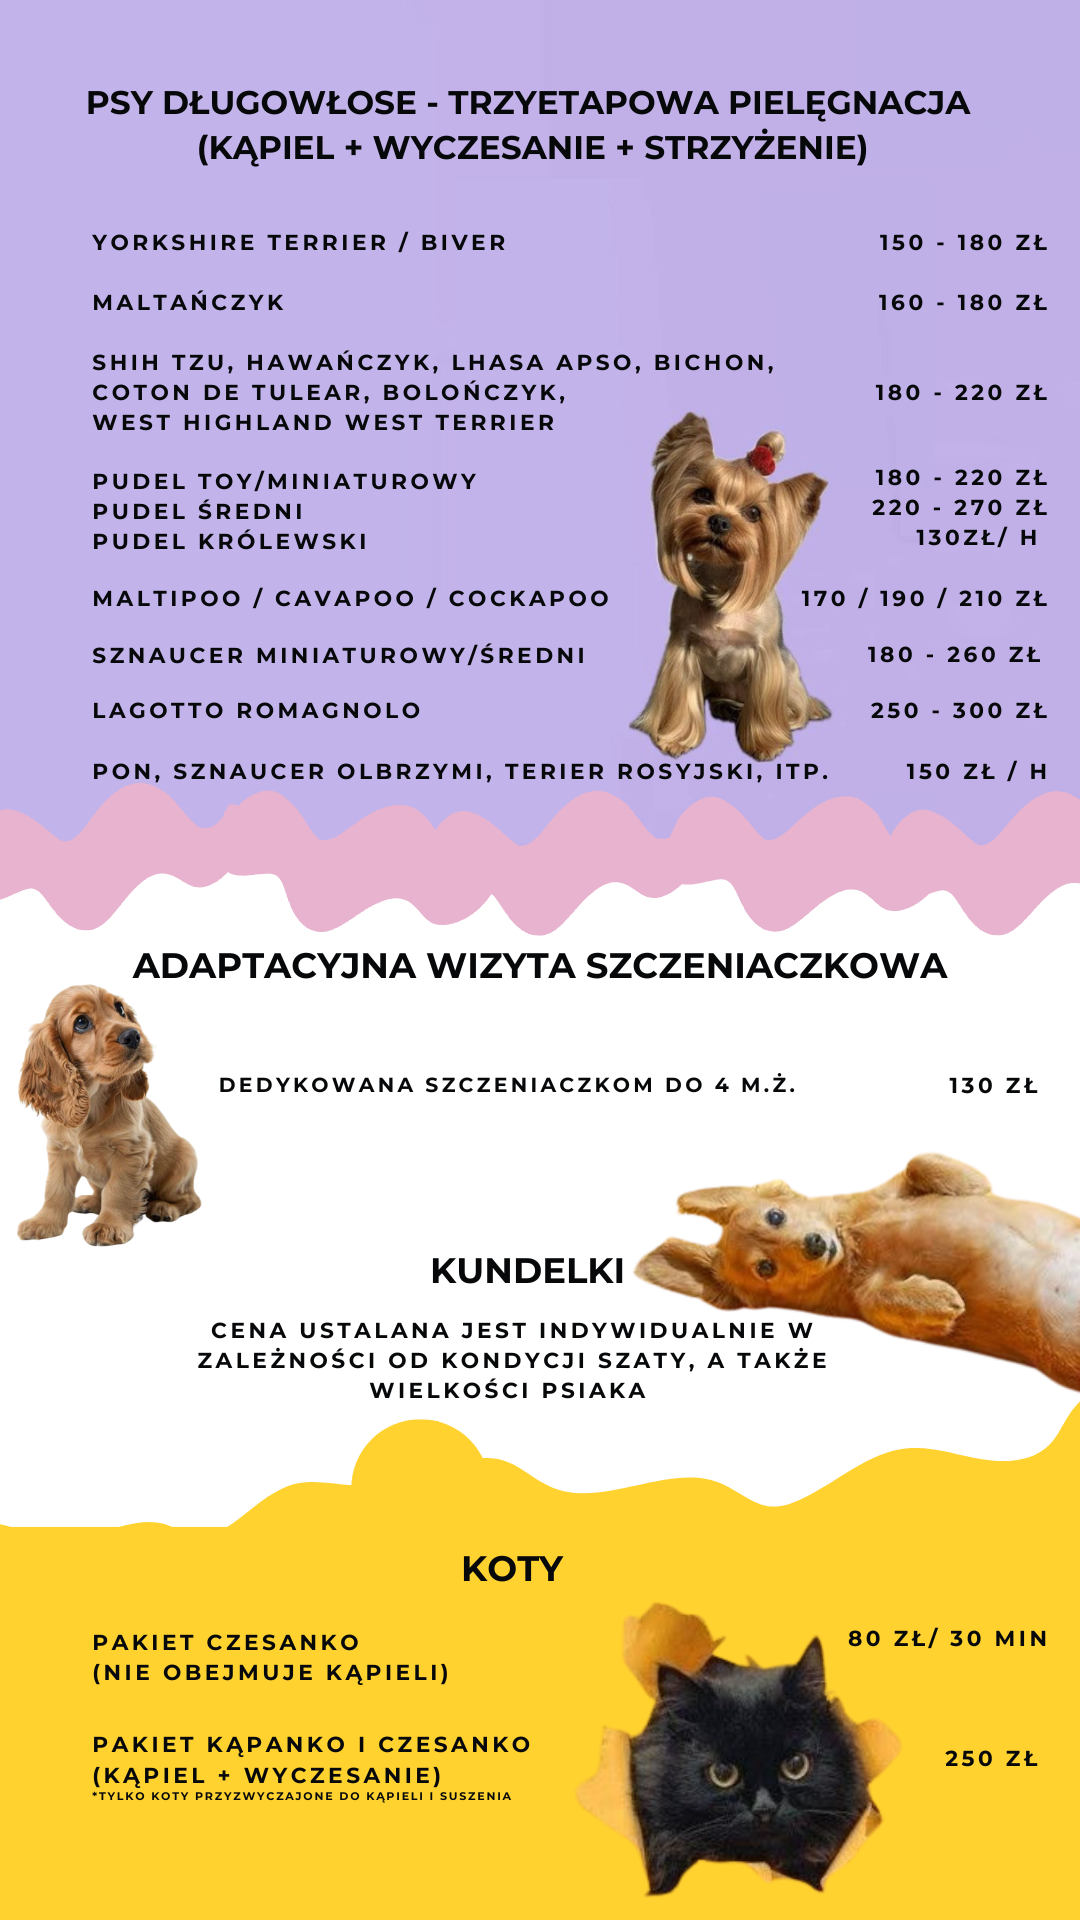 PSY DŁUGOWŁOSE - TRZYETAPOWA PIELĘGNACJA
(KĄPIEL + WYCZESANIE + STRZYŻENIE)
YORKSHIRE TERRIER / BIVER 150 - 180 ZŁ
MALTAŃCZYK 160 - 180 ZŁ
SHIH TZU, HAWAŃCZYK, LHASA APSO, BICHON,
COTON DE TULEAR, BOLOŃCZYK, 180 - 220 ZŁ
WEST HIGHLAND WEST TERRIER
PUDEL TOY/MINIATUROWY 180 - 220 ZŁ
PUDEL ŚREDNI 220 - 270 ZŁ
PUDEL KRÓLEWSKI 130ZŁ/ H
MALTIPOO / CAVAPOO / COCKAPOO 170 / 190 / 210 ZŁ
SZNAUCER MINIATUROWY/ŚREDNI 180 - 260 ZŁ
LAGOTTO ROMAGNOLO 250 - 300 ZŁ
PON, SZNAUCER OLBRZYMI, TERIER ROSYJSKI, ITP. 150 ZŁ / H
ADAPTACYJNA WIZYTA SZCZENIACZKOWA
DEDYKOWANA SZCZENIACZKOM DO 4 M.Ż. 130 ZŁ
KUNDELKI
CENA USTALANA JEST INDYWIDUALNIE W
ZALEŻNOŚCI OD KONDYCJI SZATY, A TAKŻE
WIELKOŚCI PSIAKA
KOTY
PAKIET CZESANKO 80 ZŁ/ 30 MIN
(NIE OBEJMUJE KĄPIELI)
PAKIET KĄPANKO I CZESANKO 250 ZŁ
(KĄPIEL + WYCZESANIE)
*TYLKO KOTY PRZYZWYCZAJONE DO KĄPIELI I SUSZENIA